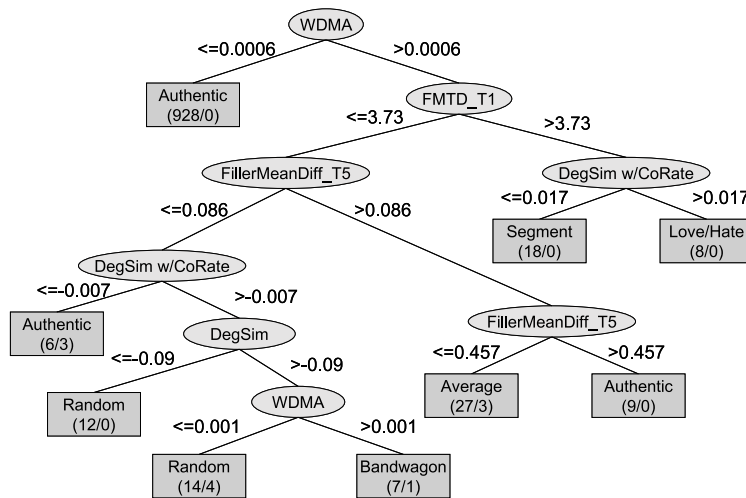 WDMA
<=0.0006
>0.0006
Authentic
(928/0)
FMTD_T1
<=3.73
>3.73
FillerMeanDiff_T5
DegSim w/CoRate
<=0.086
>0.086
<=0.017
>0.017
Segment
(18/0)
Love/Hate
(8/0)
DegSim w/CoRate
<=-0.007
>-0.007
Authentic
(6/3)
DegSim
FillerMeanDiff_T5
<=-0.09
>-0.09
<=0.457
>0.457
Random
(12/0)
WDMA
Average
(27/3)
Authentic
(9/0)
<=0.001
>0.001
Random
(14/4)
Bandwagon
(7/1)